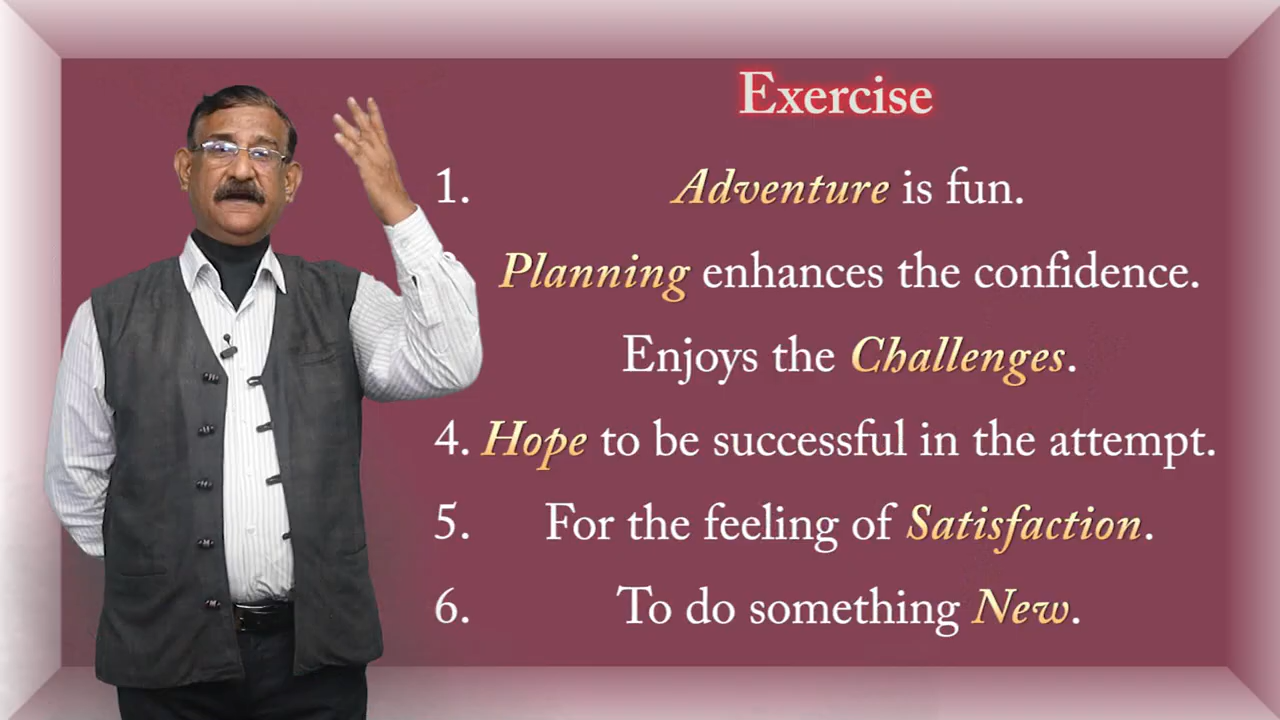 Exercise
1. Adventure is fun.
Planning enhances the confidence.
Enjoys the Challenges.
4. Hope to be successful in the attempt.
5. For the feeling of Satisfaction.
6. To do something New.